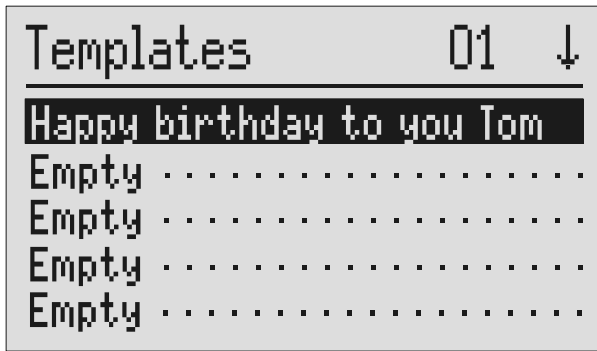 Templates 01 ↓
Happy birthday to you Tom
Empty . . . . . . . . . . . . . . . . . . .
Empty . . . . . . . . . . . . . . . . . . .
Empty . . . . . . . . . . . . . . . . . . .
Empty . . . . . . . . . . . . . . . . . . .